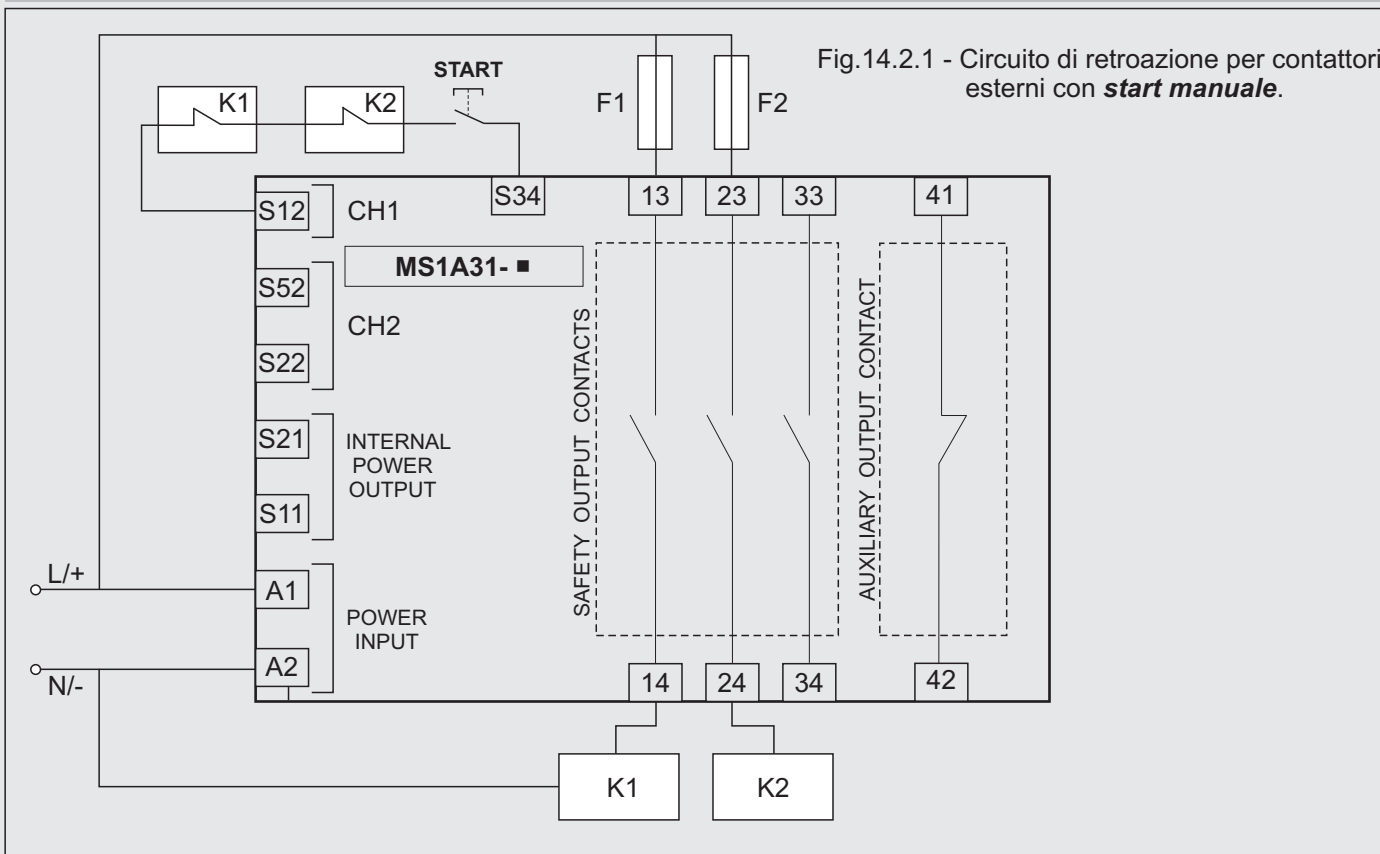 Fig.14.2.1 - Circuito di retroazione per contattori
esterni con start manuale.
START
K1
K2
F1
F2
S34
13
23
33
41
S12
CH1
MS1A31- ■
S52
CH2
S22
S21
INTERNAL
POWER
OUTPUT
S11
SAFETY OUTPUT CONTACTS
AUXILIARY OUTPUT CONTACT
L/+
A1
POWER
INPUT
A2
N/-
14
24
34
42
K1
K2